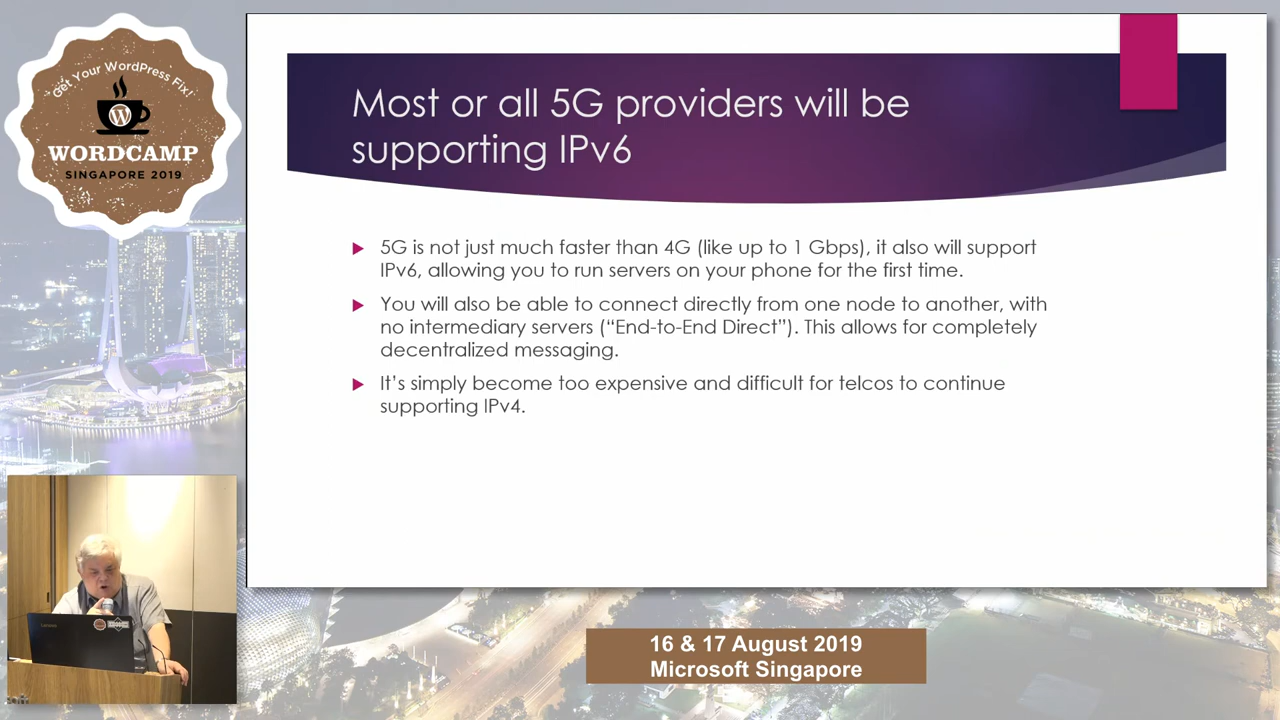 Get Your WordPress Fix!
WORDCAMP
SINGAPORE 2019
Most or all 5G providers will be
supporting IPv6
5G is not just much faster than 4G (like up to 1 Gbps), it also will support
IPv6, allowing you to run servers on your phone for the first time.
You will also be able to connect directly from one node to another, with
no intermediary servers (“End-to-End Direct”). This allows for completely
decentralized messaging.
It’s simply become too expensive and difficult for telcos to continue
supporting IPv4.
Lenovo
16 & 17 August 2019
Microsoft Singapore